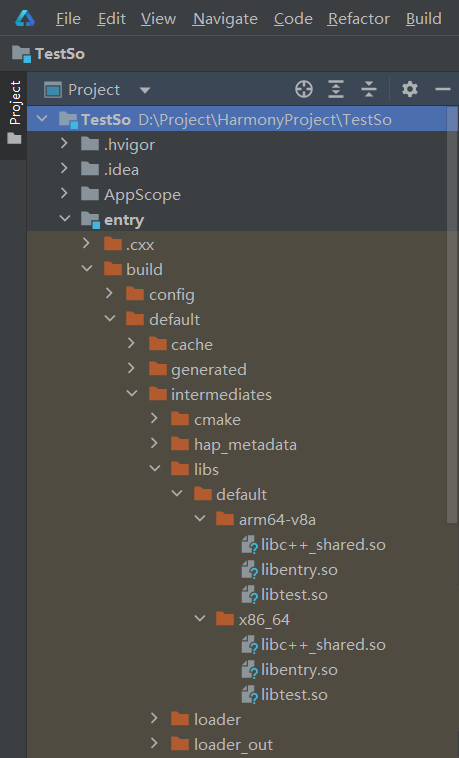 File Edit View Navigate Code Refactor Build
TestSo
Project
Project
TestSo D:\Project\HarmonyProject\TestSo
.hvigor
.idea
AppScope
entry
.cxx
build
config
default
cache
generated
intermediates
cmake
hap_metadata
libs
default
arm64-v8a
libc++_shared.so
libentry.so
libtest.so
x86_64
libc++_shared.so
libentry.so
libtest.so
loader
loader_out